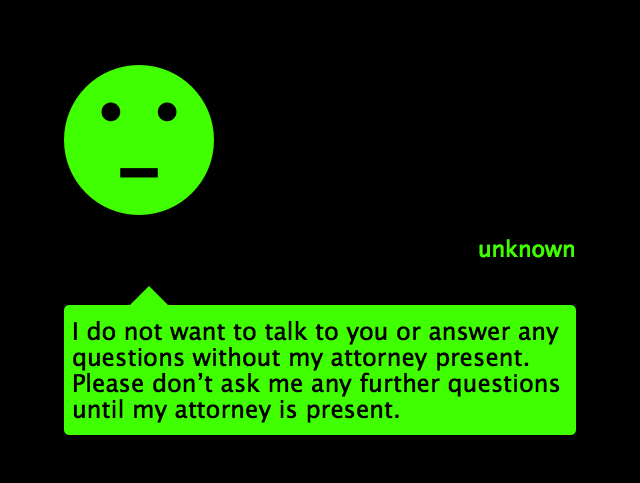 unknown
I do not want to talk to you or answer any
questions without my attorney present.
Please don’t ask me any further questions
until my attorney is present.